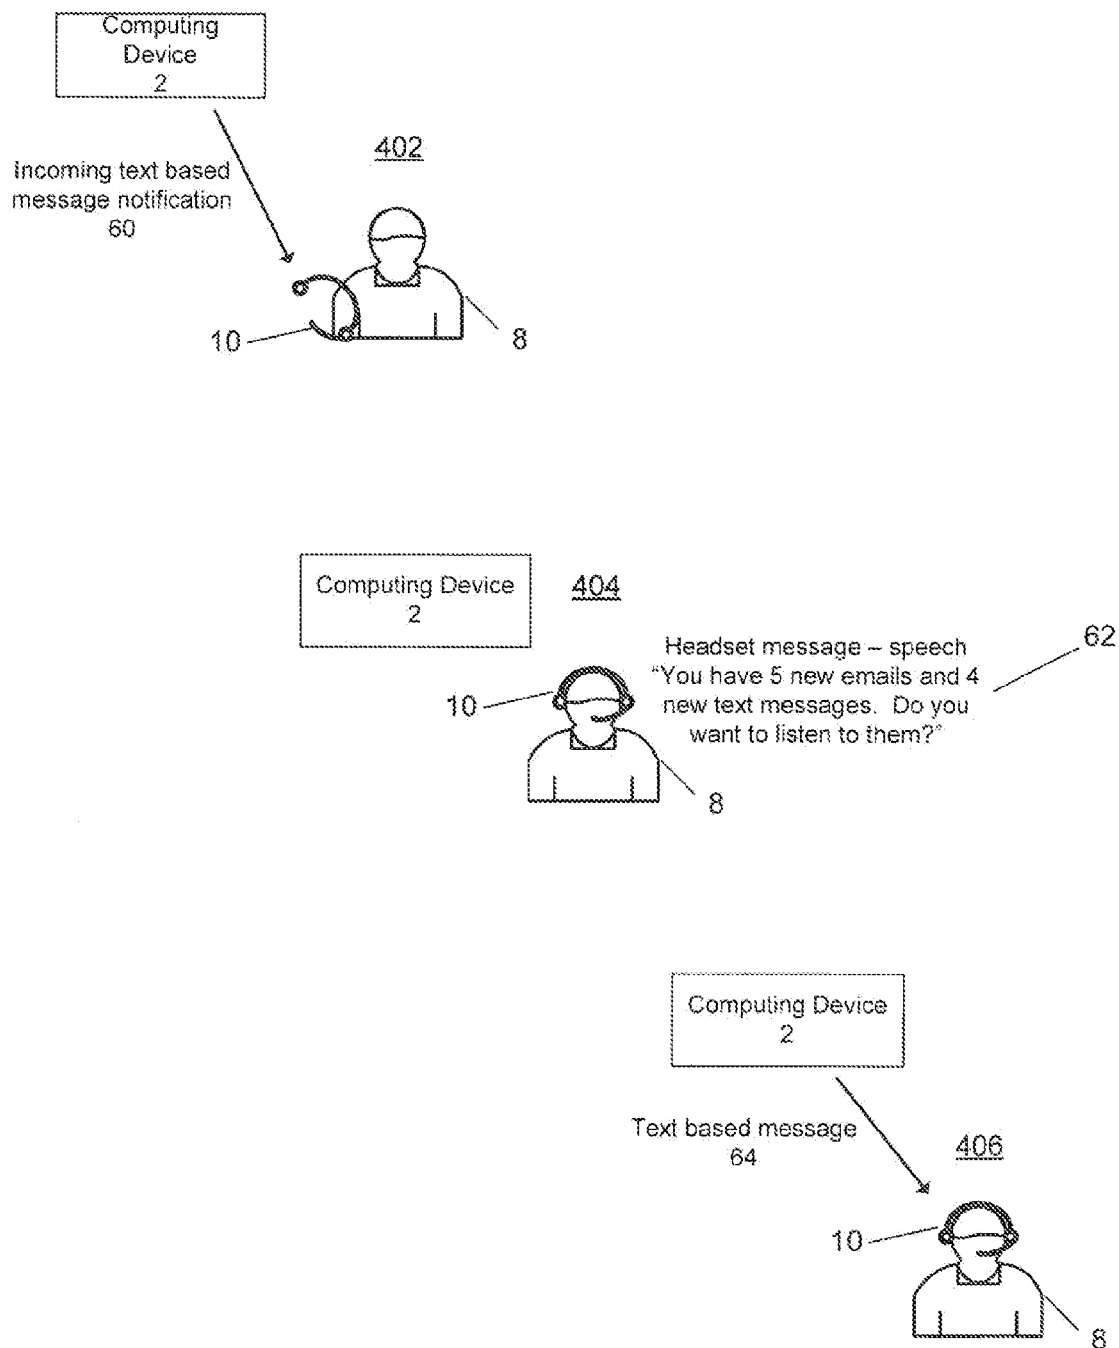 Computing
Device
2
402
Incoming text based
message notification
60
10
8
Computing Device
2
404
62
Headset message – speech
“You have 5 new emails and 4
new text messages. Do you
want to listen to them?”
10
8
Computing Device
2
Text based message
64
406
10
8